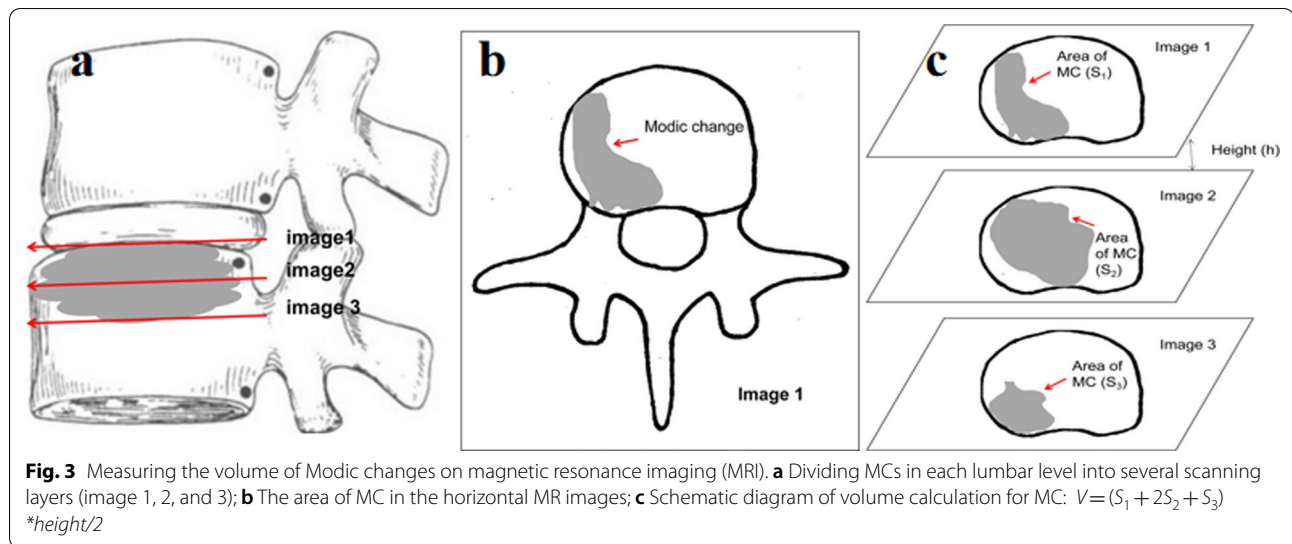 a
image1
image2
image 3
b
Modic change
Image 1
c
Image 1
Area of
MC (S₁)
Height (h)
Image 2
Area
of MC
(S₂)
Image 3
Area of
MC (S₃)
Fig. 3 Measuring the volume of Modic changes on magnetic resonance imaging (MRI). a Dividing MCs in each lumbar level into several scanning
layers (image 1, 2, and 3); b The area of MC in the horizontal MR images; c Schematic diagram of volume calculation for MC: V=(S₁+2S₂+S₃)
*height/2